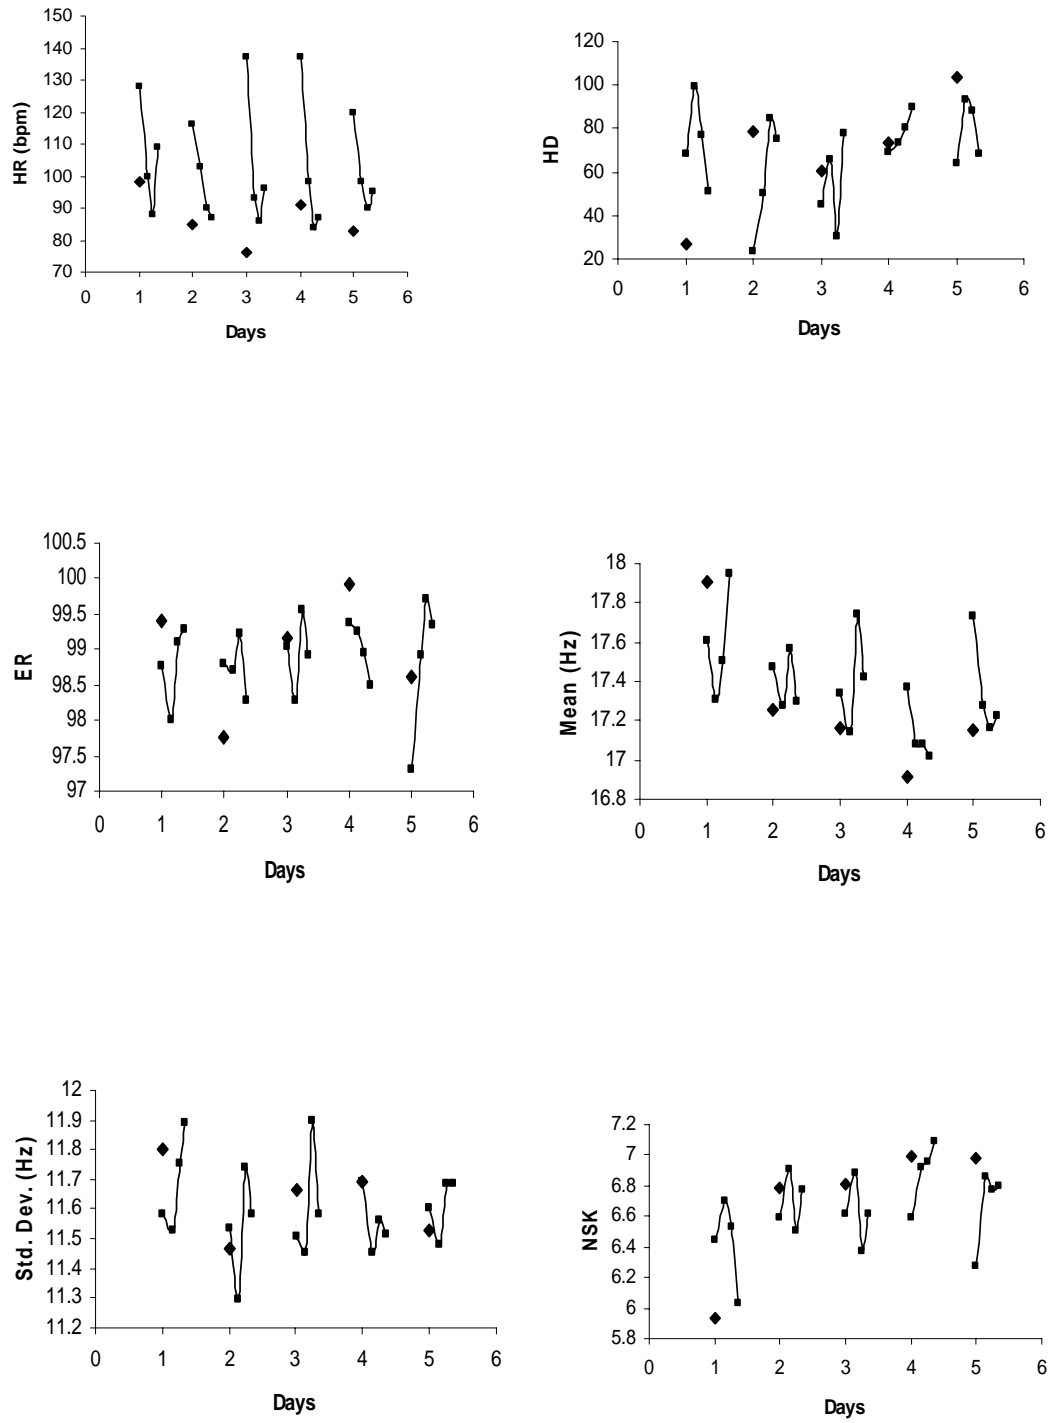 150
140
130
120
110
100
90
80
70
HR (bpm)
0 1 2 3 4 5 6
Days
120
100
80
60
40
20
HD
0 1 2 3 4 5 6
Days
100.5
100
99.5
99
98.5
98
97.5
97
ER
0 1 2 3 4 5 6
Days
18
17.8
17.6
17.4
17.2
17
16.8
Mean (Hz)
0 1 2 3 4 5 6
Days
12
11.9
11.8
11.7
11.6
11.5
11.4
11.3
11.2
Std. Dev. (Hz)
0 1 2 3 4 5 6
Days
7.2
7
6.8
6.6
6.4
6.2
6
5.8
NSK
0 1 2 3 4 5 6
Days